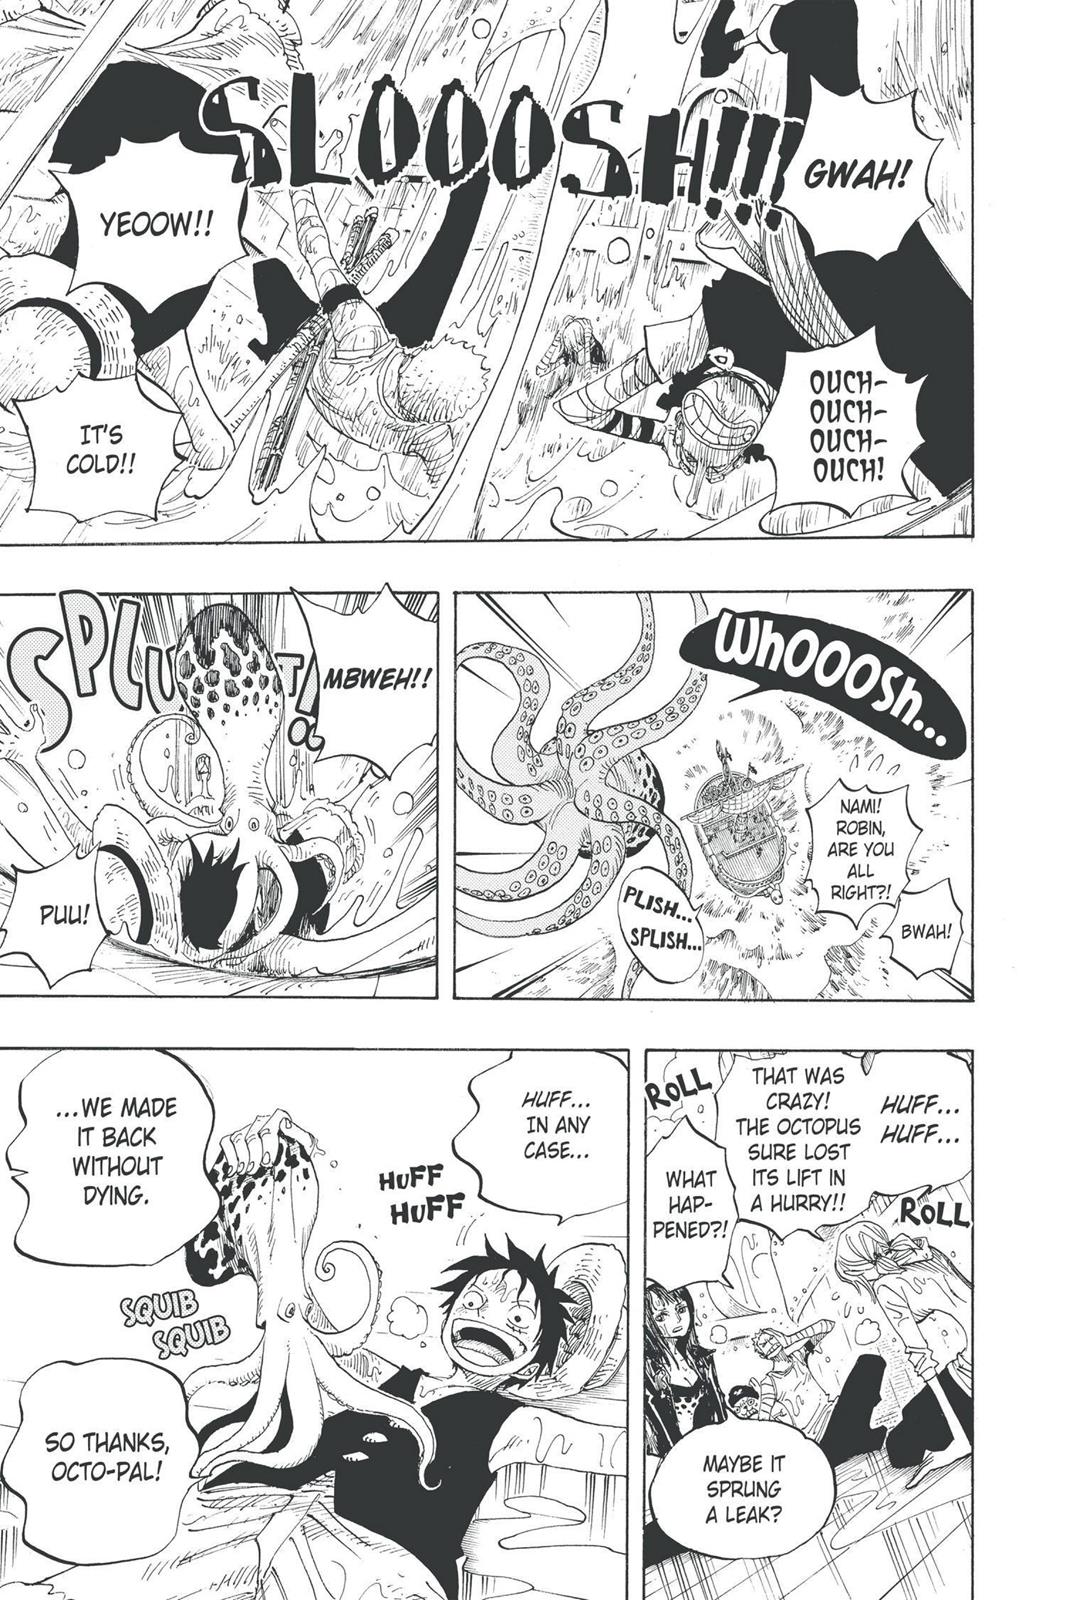 GWAH!
SLOOOSH!!!!
YEOOW!!
OUCH-
OUCH-
OUCH-
OUCH!
IT'S
COLD!!
WHOOOSH...
NAMI!
ROBIN,
ARE YOU
ALL
RIGHT?!
BWAH!
PLISH...
SPLISH...
MBWEH!!
PUU!
HUFF...
HUFF...
THAT WAS
CRAZY!
THE OCTOPUS
SURE LOST
ITS LIFT IN
A HURRY!!
ROLL
WHAT
HAP-
PENED?!
ROLL
MAYBE IT
SPRUNG
A LEAK?
HUFF...
IN ANY
CASE...
HUFF
HUFF
...WE MADE
IT BACK
WITHOUT
DYING.
SQUIB
SQUIB
SO THANKS,
OCTO-PAL!